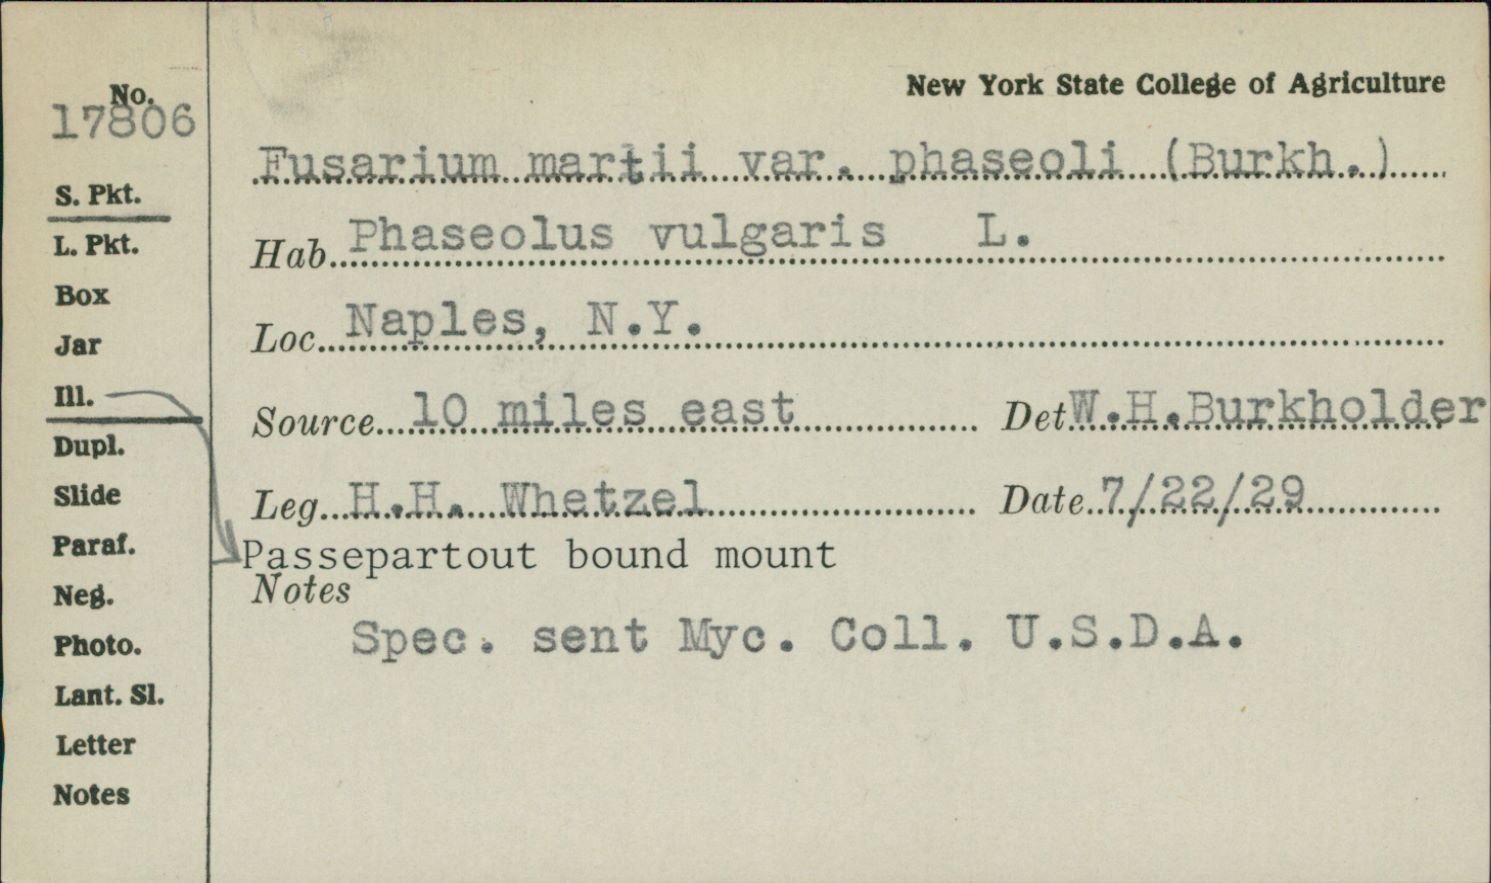 New York State College of Agriculture
No.
17806
Fusarium martii var. phaseoli (Burkh.)
S. Pkt.
L. Pkt.
Box
Jar
Ill.
Dupl.
Slide
Paraf.
Neg.
Photo.
Lant. Sl.
Letter
Notes
Hab. Phaseolus vulgaris L.
Loc. Naples, N.Y.
Source 10 miles east Det. W.H.Burkholder
Leg. H.H. Whetzel Date 7/22/29
Passepartout bound mount
Notes
Spec. sent Myc. Coll. U.S.D.A.